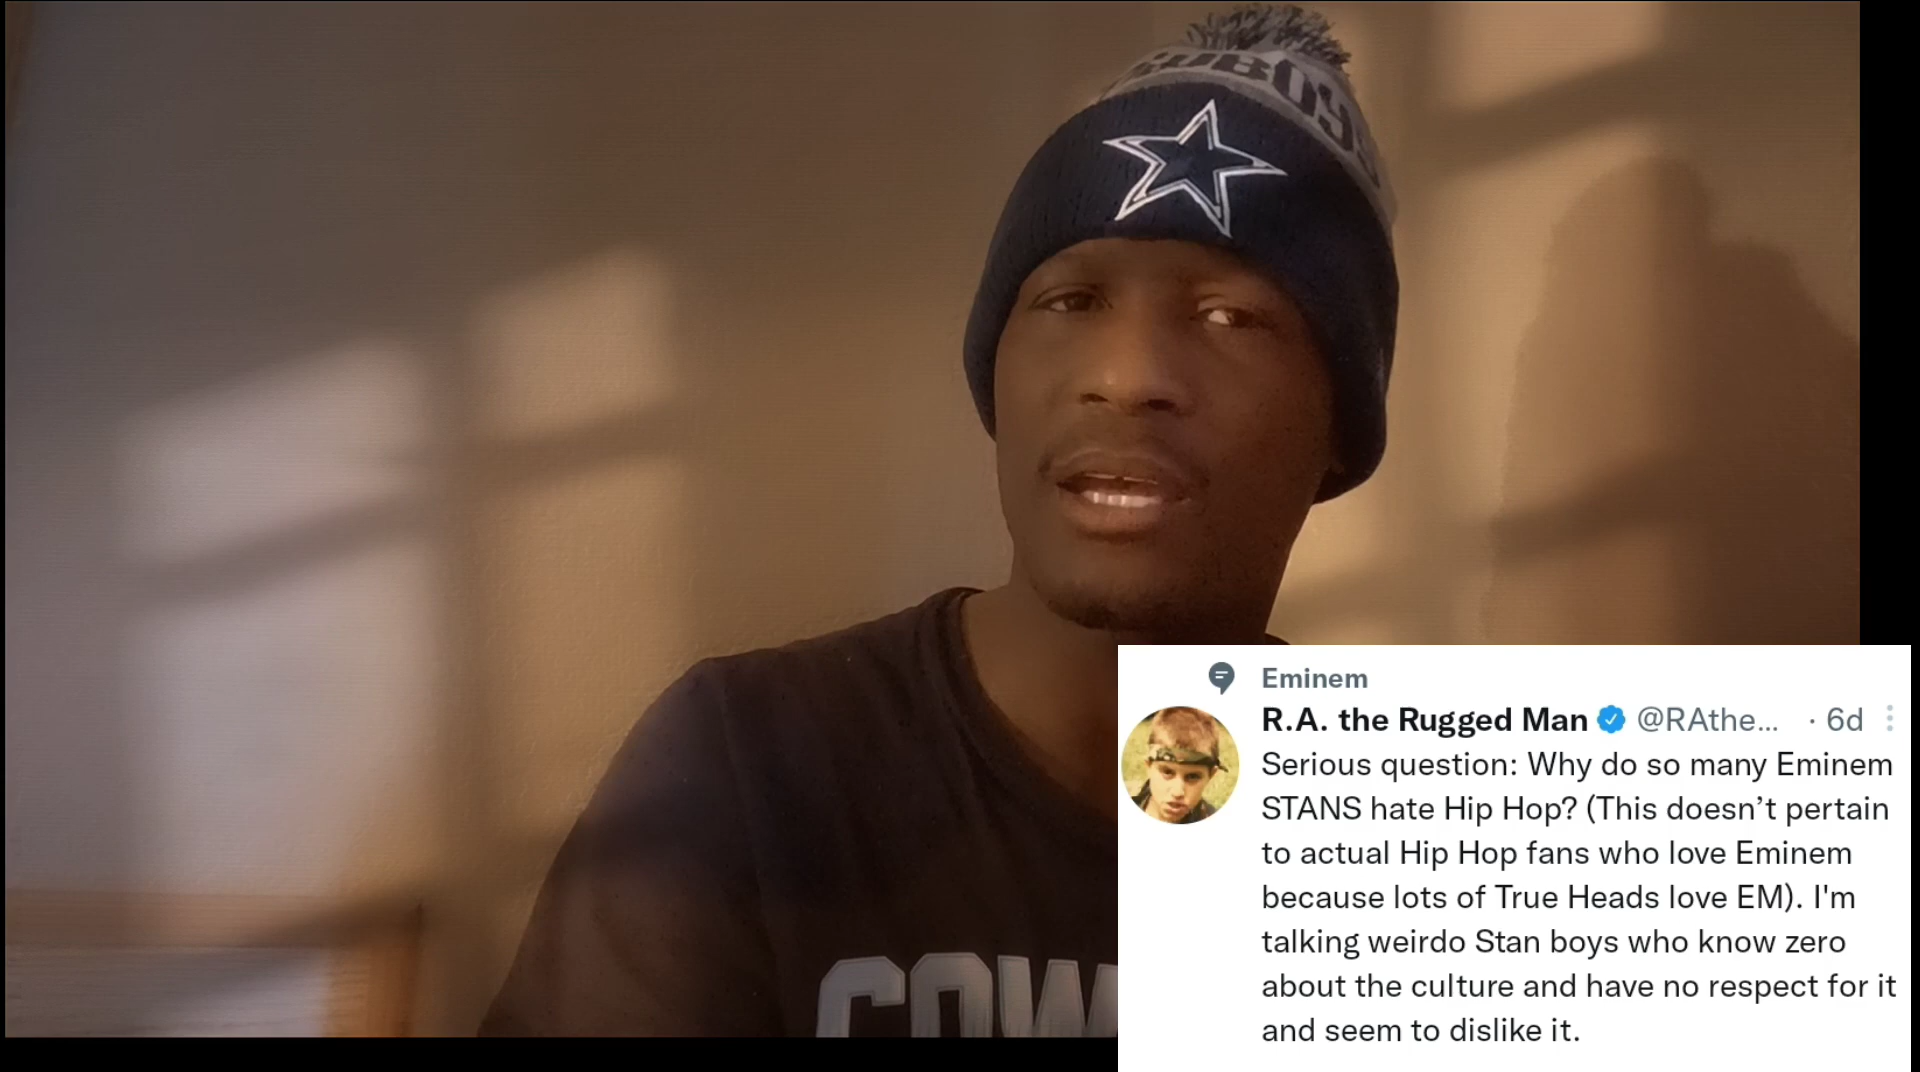 COWBOYS
COW
Eminem
R.A. the Rugged Man @RAthe... · 6d
Serious question: Why do so many Eminem
STANS hate Hip Hop? (This doesn’t pertain
to actual Hip Hop fans who love Eminem
because lots of True Heads love EM). I'm
talking weirdo Stan boys who know zero
about the culture and have no respect for it
and seem to dislike it.